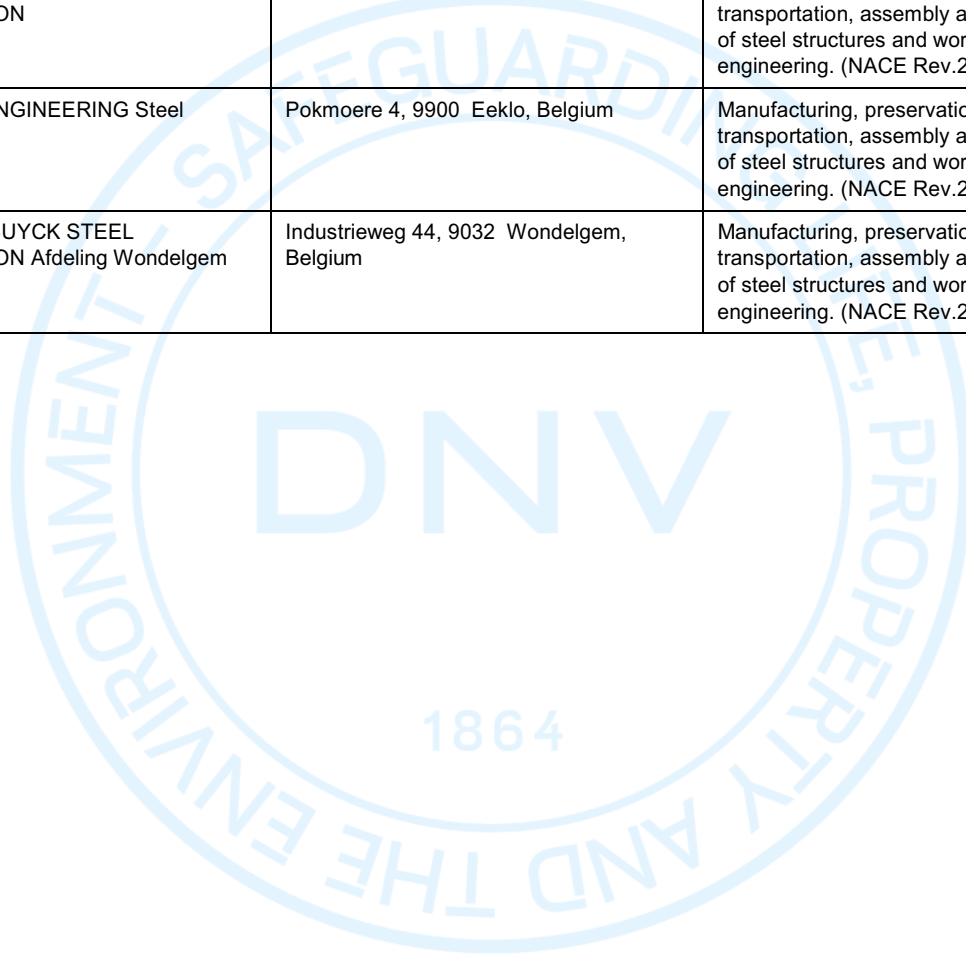 ON
transportation, assembly a
of steel structures and wor
engineering. (NACE Rev.2
NGINEERING Steel
Pokmoere 4, 9900 Eeklo, Belgium
Manufacturing, preservatio
transportation, assembly a
of steel structures and wor
engineering. (NACE Rev.2
UYCK STEEL
ON Afdeling Wondelgem
Industrieweg 44, 9032 Wondelgem,
Belgium
Manufacturing, preservatio
transportation, assembly a
of steel structures and wor
engineering. (NACE Rev.2
SAFEGUARDING LIFE, PROPERTY AND THE ENVIRONMENT -
DNV
1864